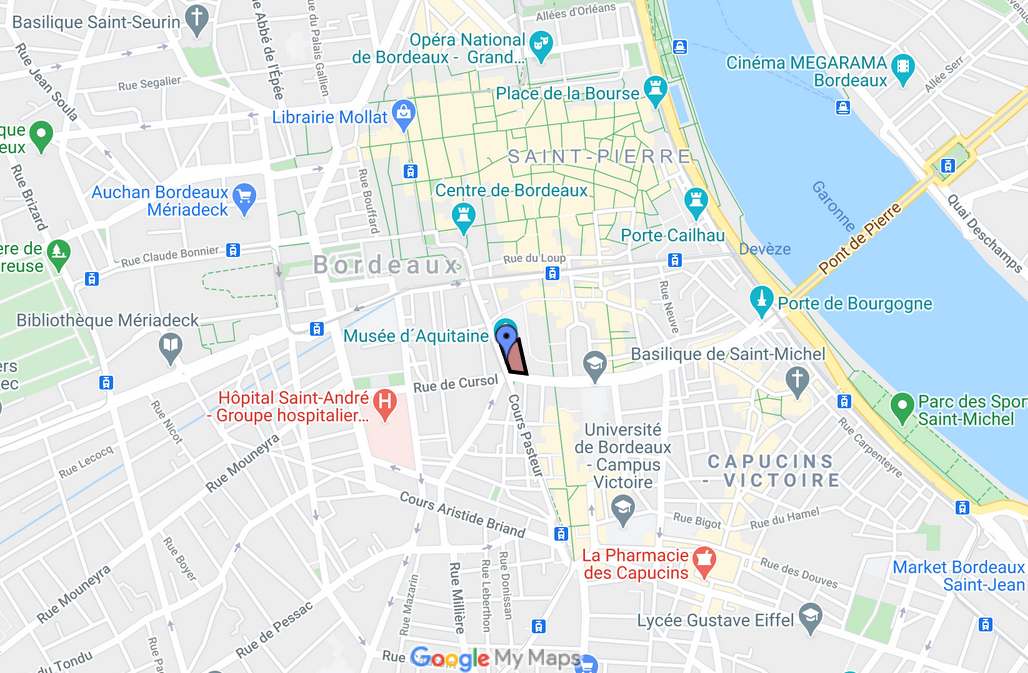 Allées d'Orléans
Basilique Saint-Seurin
Rue Abbé de l'Épée
Rue du Palais Gallien
Opéra National
de Bordeaux - Grand...
Cinéma MEGARAMA
Bordeaux
Allée Serr
Rue Jean Soula
Rue Segalier
Place de la Bourse
Librairie Mollat
que
eux
SAINT-PIERRE
Rue Brizard
Auchan Bordeaux
Mériadeck
Rue Bouffard
Centre de Bordeaux
Garonne
Pont de Pierre
Quai Deschamps
Porte Cailhau
Devèze
ere de
reuse
Rue Claude Bonnier
Bordeaux
Rue du Loup
Rue Neuve
Porte de Bourgogne
Bibliothèque Mériadeck
Musée d´Aquitaine
Basilique de Saint-Michel
ers
ec
Rue de Cursol
Hôpital Saint-André
- Groupe hospitalier...
Parc des Spor
Saint-Michel
Rue Nicot
Rue Mouneyra
Rue Lecocq
Cours Pasteur
Université
de Bordeaux
- Campus
Victoire
Rue Carpenteyre
CAPUCINS
- VICTOIRE
Cours Aristide Briand
Rue Bigot
Rue du Hamel
Rue Boyer
La Pharmacie
des Capucins
Rue des Douves
Market Bordeaux
Saint-Jean
Rue Mouneyra
Rue Mazarin
Rue Millière
Rue Leberthon
Rue Donissan
Rue de Pessac
Lycée Gustave Eiffel
u Tondu
Rue
Google My Maps